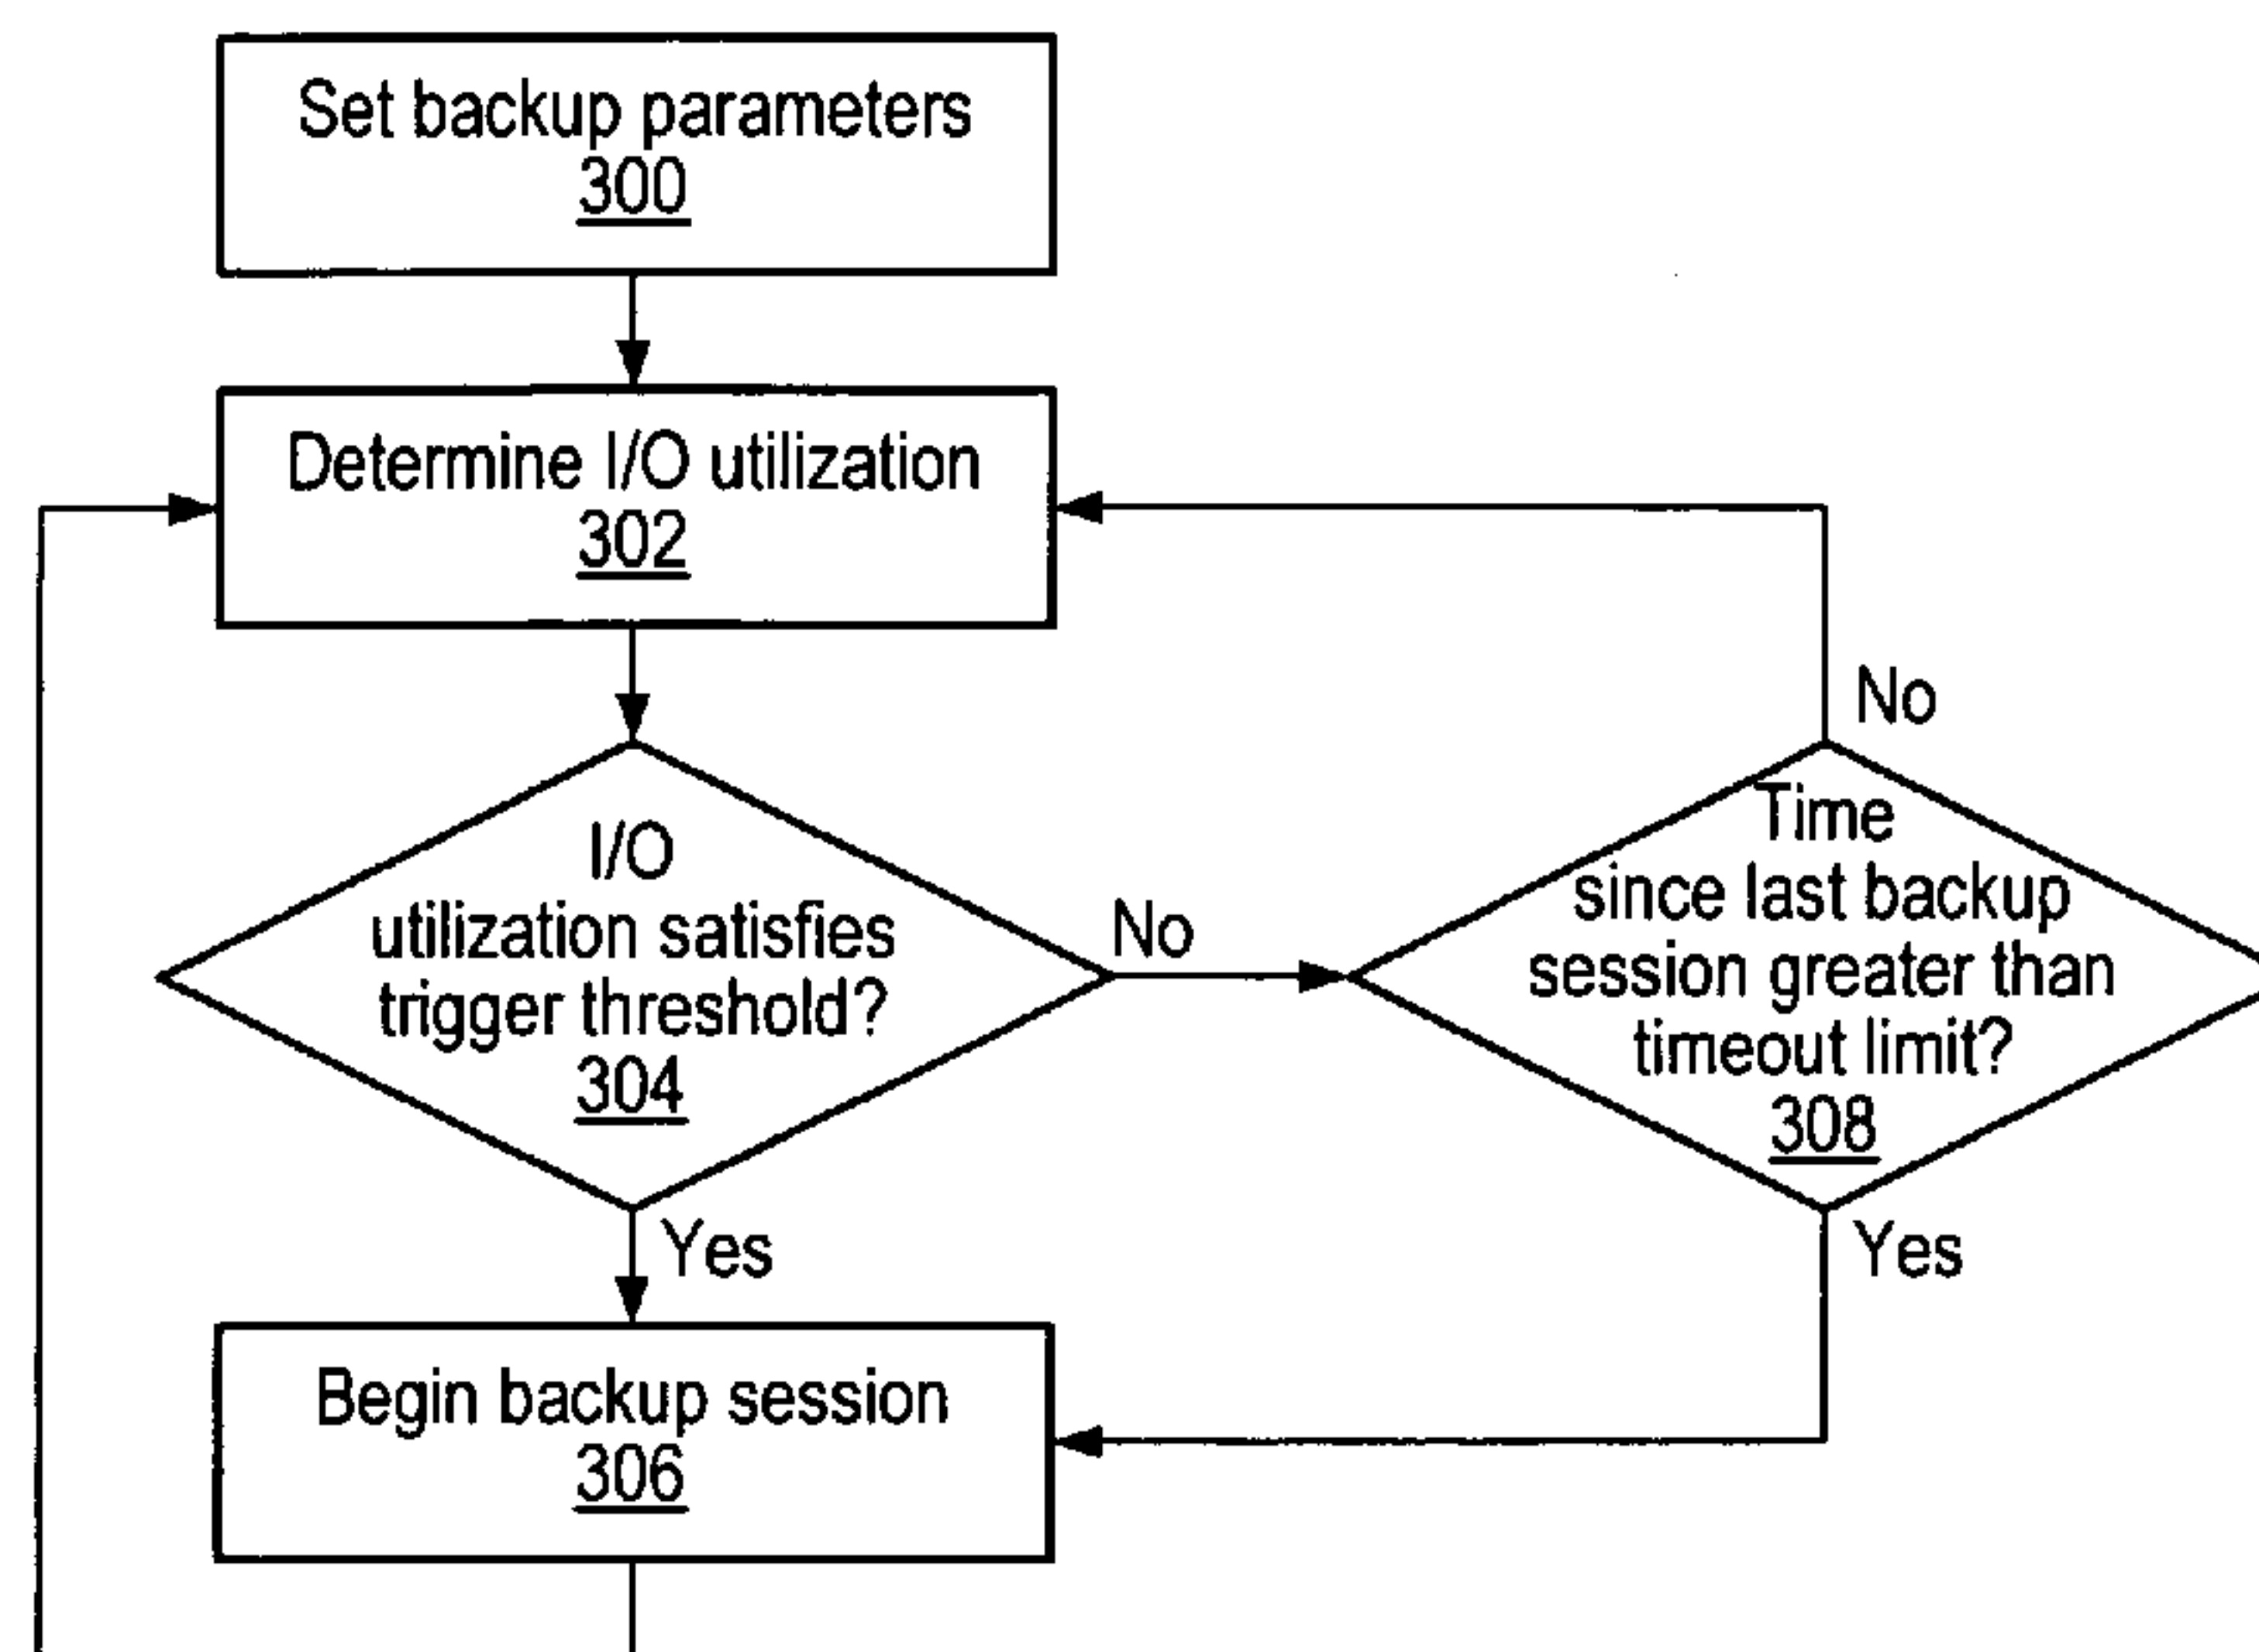 Set backup parameters
300
Determine I/O utilization
302
No
I/O
utilization satisfies
trigger threshold?
304
No
Time
since last backup
session greater than
timeout limit?
308
Yes
Yes
Begin backup session
306